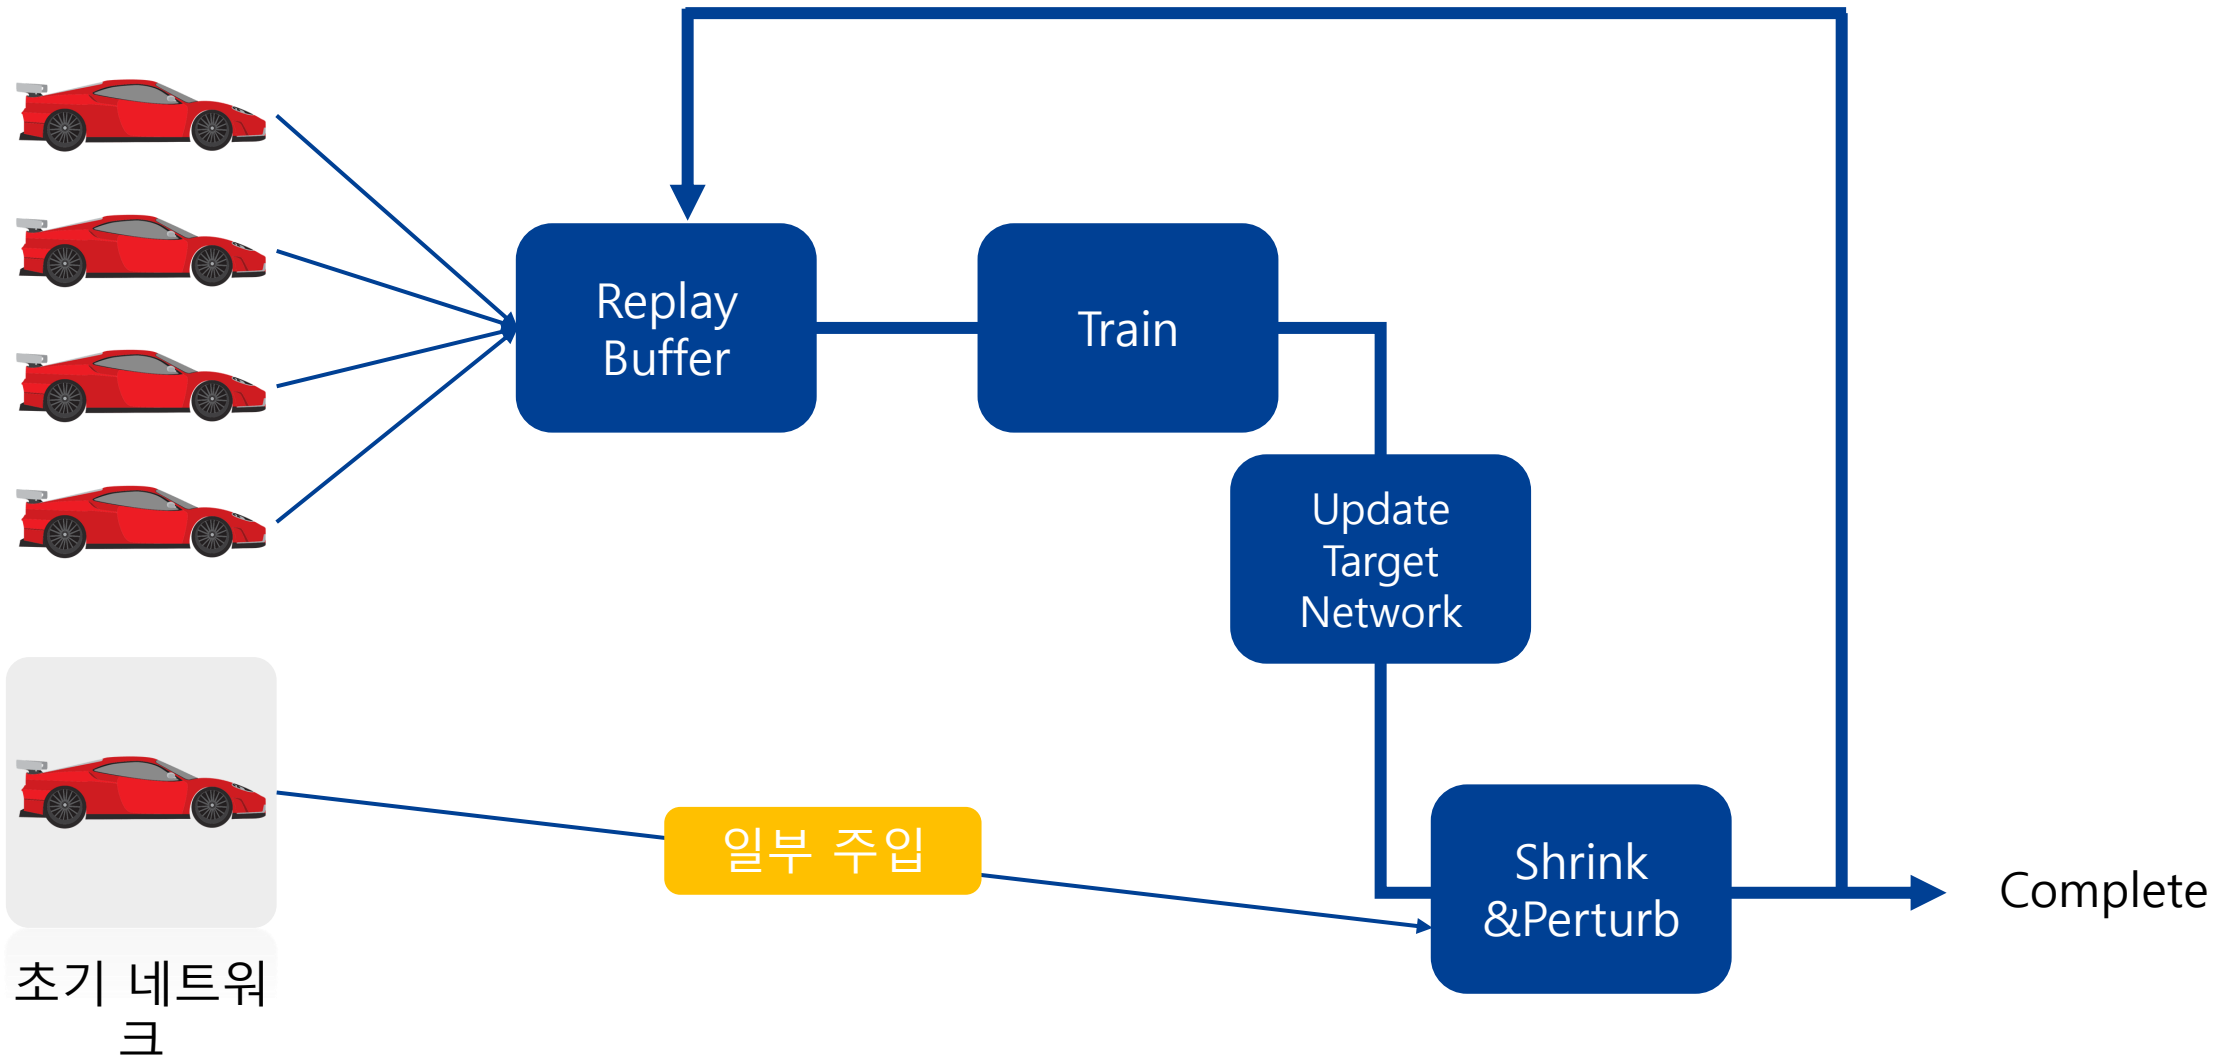 Replay
Buffer
Train
Update
Target
Network
일부 주입
Shrink
&Perturb
Complete
초기 네트워
크